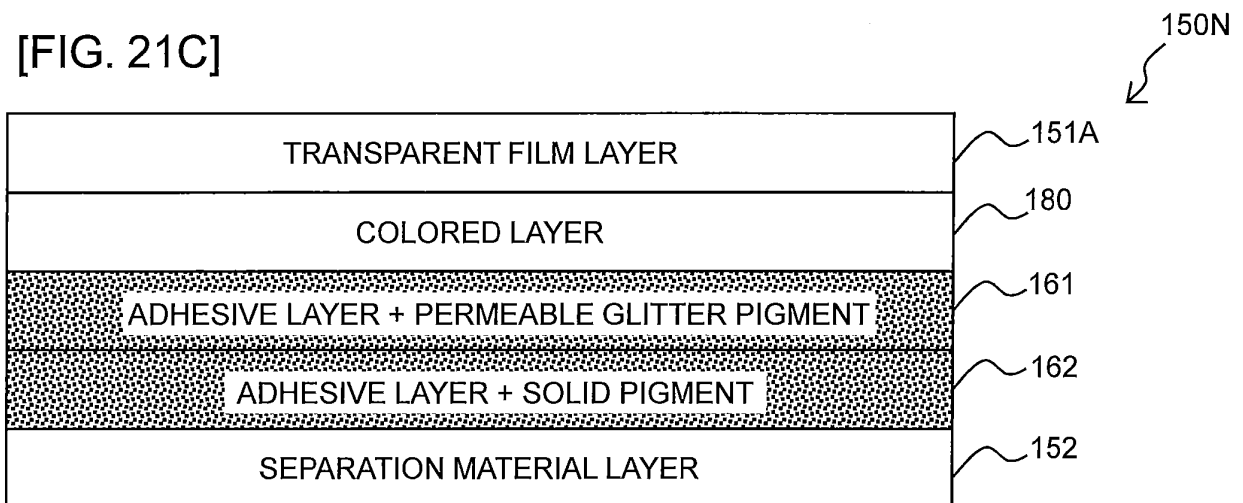 150N
[FIG. 21C]
TRANSPARENT FILM LAYER 151A
COLORED LAYER 180
ADHESIVE LAYER + PERMEABLE GLITTER PIGMENT 161
ADHESIVE LAYER + SOLID PIGMENT 162
SEPARATION MATERIAL LAYER 152